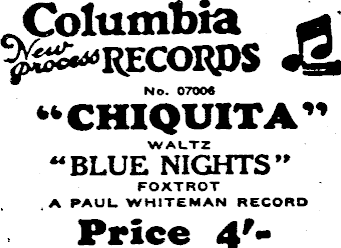 Columbia
New process RECORDS
No. 07006
"CHIQUITA"
WALTZ
"BLUE NIGHTS"
FOXTROT
A PAUL WHITEMAN RECORD
Price 4/-